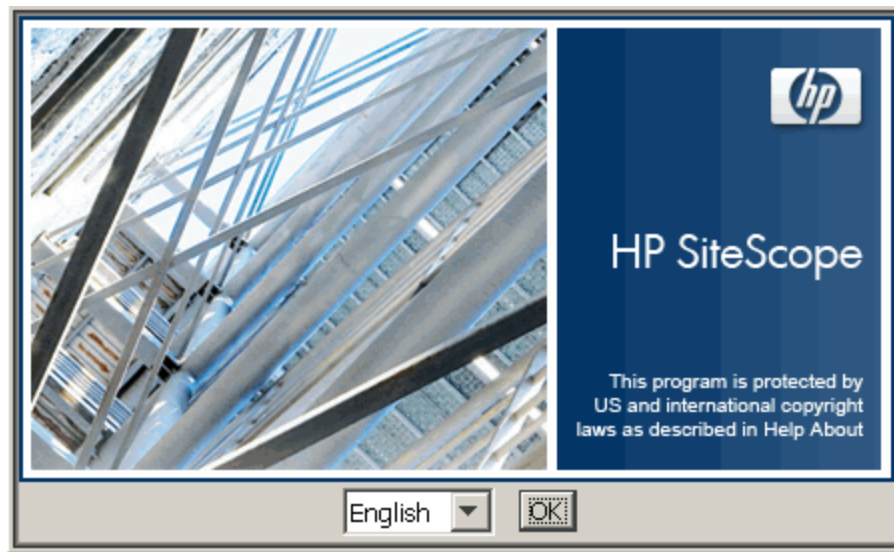 hp
HP SiteScope
This program is protected by
US and international copyright
laws as described in Help About
English
OK